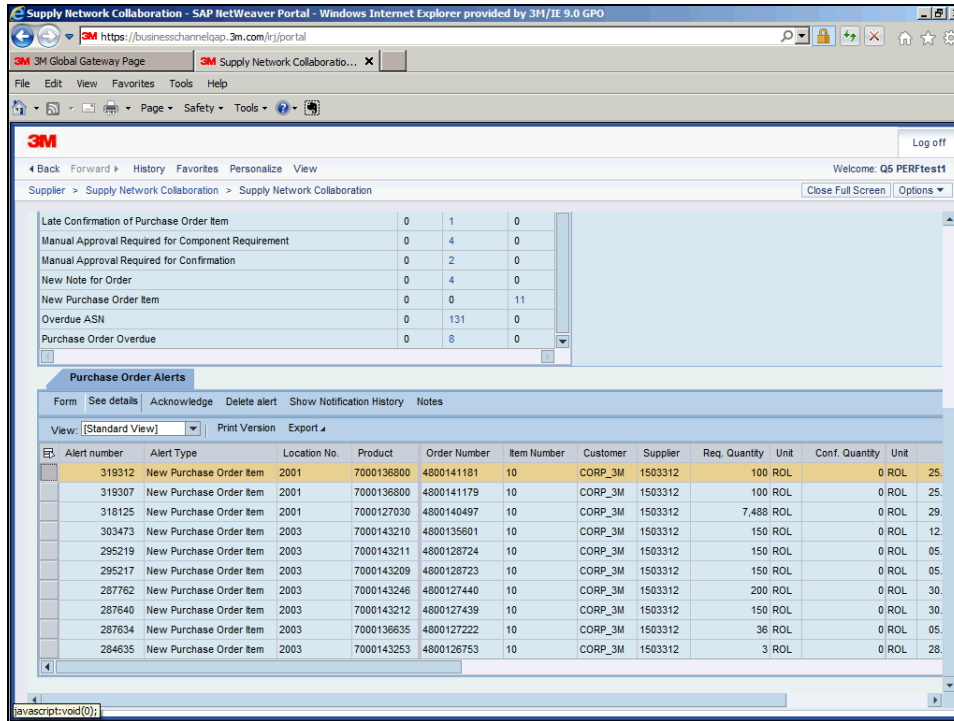 Supply Network Collaboration - SAP NetWeaver Portal - Windows Internet Explorer provided by 3M/IE 9.0 GPO
3M https://businesschannelqap.3m.com/irj/portal
3M 3M Global Gateway Page 3M Supply Network Collaboratio... X
File Edit View Favorites Tools Help
Page Safety Tools
3M Log off
Back Forward History Favorites Personalize View Welcome: Q5 PERFtest1
Supplier > Supply Network Collaboration > Supply Network Collaboration Close Full Screen Options
Late Confirmation of Purchase Order Item 0 1 0
Manual Approval Required for Component Requirement 0 4 0
Manual Approval Required for Confirmation 0 2 0
New Note for Order 0 4 0
New Purchase Order Item 0 0 11
Overdue ASN 0 131 0
Purchase Order Overdue 0 8 0
Purchase Order Alerts
Form See details Acknowledge Delete alert Show Notification History Notes
View: [Standard View] Print Version Export
Alert number Alert Type Location No. Product Order Number Item Number Customer Supplier Req. Quantity Unit Conf. Quantity Unit
319312 New Purchase Order Item 2001 7000136800 4800141181 10 CORP_3M 1503312 100 ROL 0 ROL 25.
319307 New Purchase Order Item 2001 7000136800 4800141179 10 CORP_3M 1503312 100 ROL 0 ROL 25.
318125 New Purchase Order Item 2001 7000127030 4800140497 10 CORP_3M 1503312 7,488 ROL 0 ROL 29.
303473 New Purchase Order Item 2003 7000143210 4800135601 10 CORP_3M 1503312 150 ROL 0 ROL 12.
295219 New Purchase Order Item 2003 7000143211 4800128724 10 CORP_3M 1503312 150 ROL 0 ROL 05.
295217 New Purchase Order Item 2003 7000143209 4800128723 10 CORP_3M 1503312 150 ROL 0 ROL 05.
287762 New Purchase Order Item 2003 7000143246 4800127440 10 CORP_3M 1503312 200 ROL 0 ROL 30.
287640 New Purchase Order Item 2003 7000143212 4800127439 10 CORP_3M 1503312 150 ROL 0 ROL 30.
287634 New Purchase Order Item 2003 7000136635 4800127222 10 CORP_3M 1503312 36 ROL 0 ROL 05.
284635 New Purchase Order Item 2003 7000143253 4800126753 10 CORP_3M 1503312 3 ROL 0 ROL 28.
javascript:void(0);